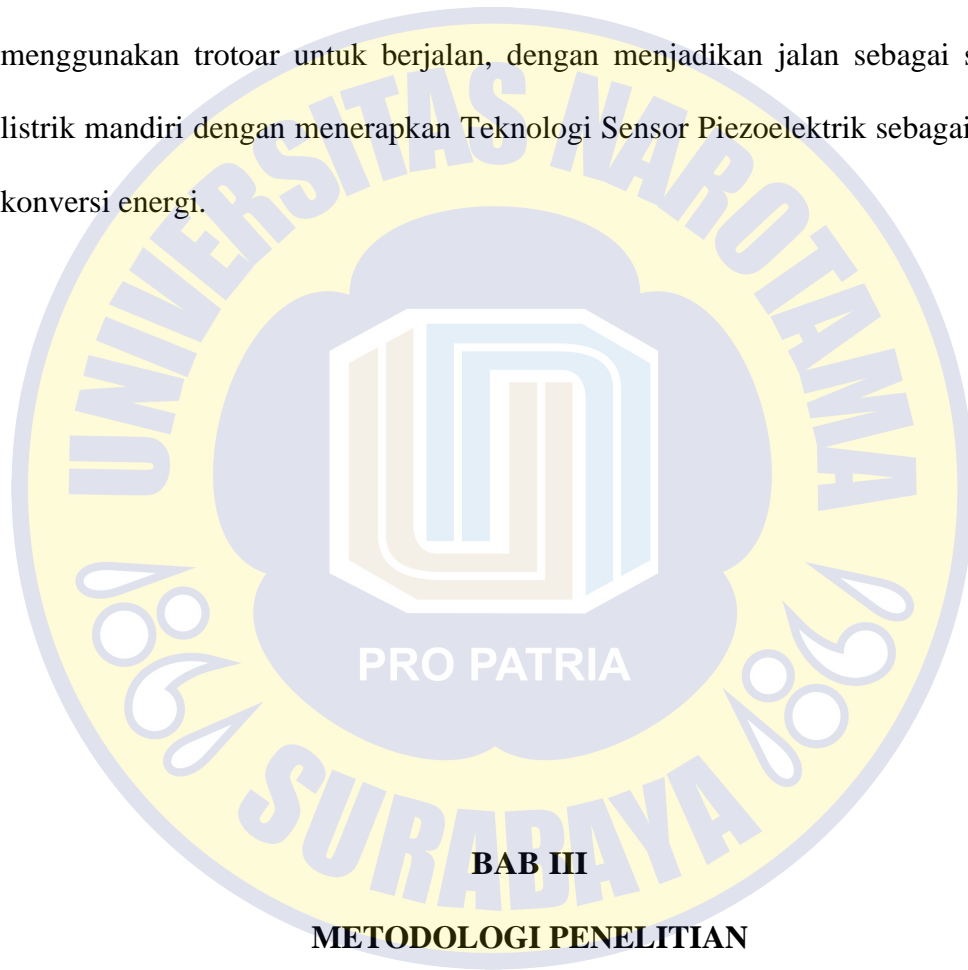 menggunakan trotoar untuk berjalan, dengan menjadikan jalan sebagai
listrik mandiri dengan menerapkan Teknologi Sensor Piezoelektrik sebagai
konversi energi.
UNIVERSITAS NAROTAMA
PRO PATRIA
SURABAYA
BAB III
METODOLOGI PENELITIAN